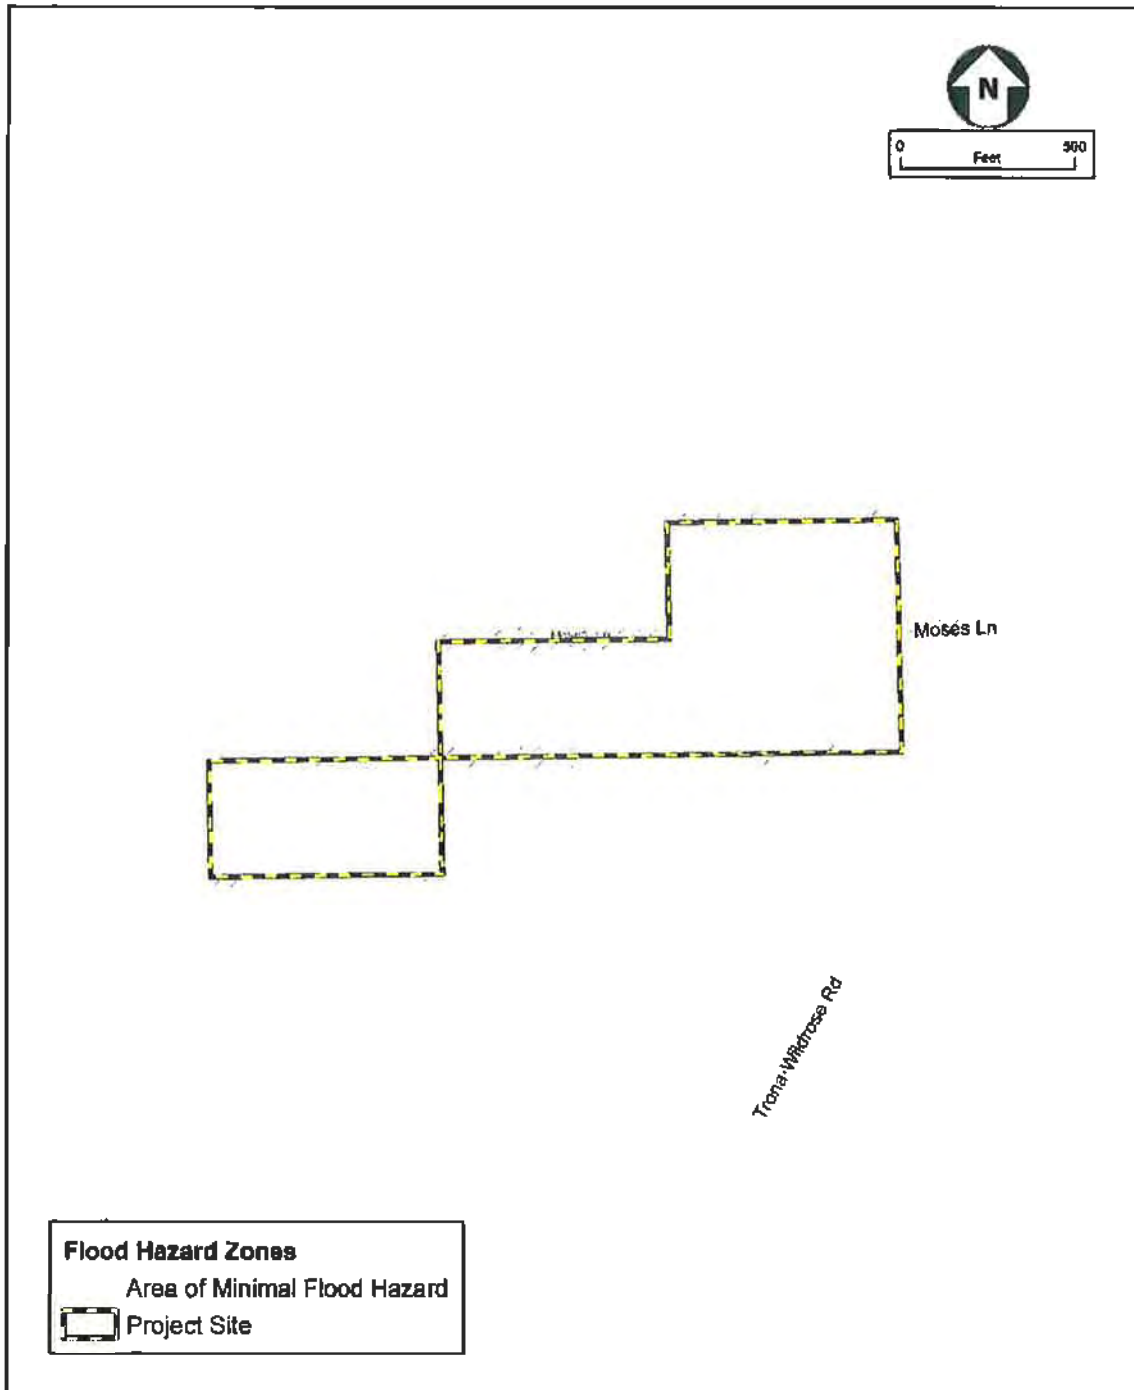 N
0 500
Feet
Moses Ln
Trona-Wildrose Rd
Flood Hazard Zones
Area of Minimal Flood Hazard
Project Site